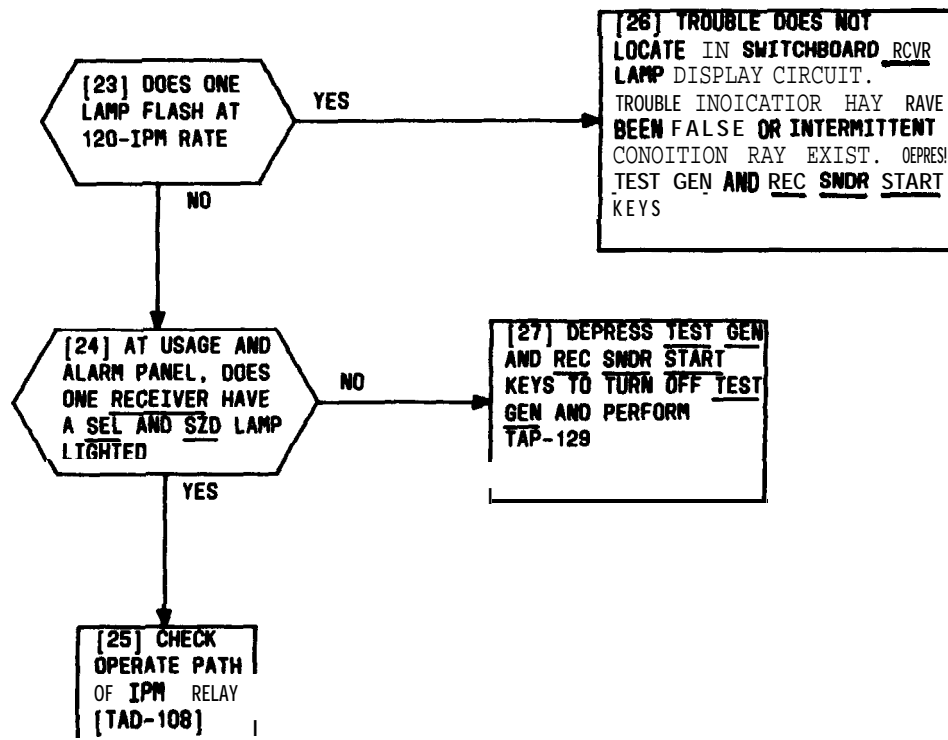 [23] DOES ONE
LAMP FLASH AT
120-IPM RATE
YES
NO
[26] TROUBLE DOES NOT
LOCATE IN SWITCHBOARD RCVR
LAMP DISPLAY CIRCUIT.
TROUBLE INOICATIOR HAY RAVE
BEEN FALSE OR INTERMITTENT
CONOITION RAY EXIST. OEPRES!
TEST GEN AND REC SNDR START
KEYS
[24] AT USAGE AND
ALARM PANEL, DOES
ONE RECEIVER HAVE
A SEL AND SZD LAMP
LIGHTED
NO
YES
[27] DEPRESS TEST GEN
AND REC SNDR START
KEYS TO TURN OFF TEST
GEN AND PERFORM
TAP-129
[25] CHECK
OPERATE PATH
OF IPM RELAY
[TAD-108]